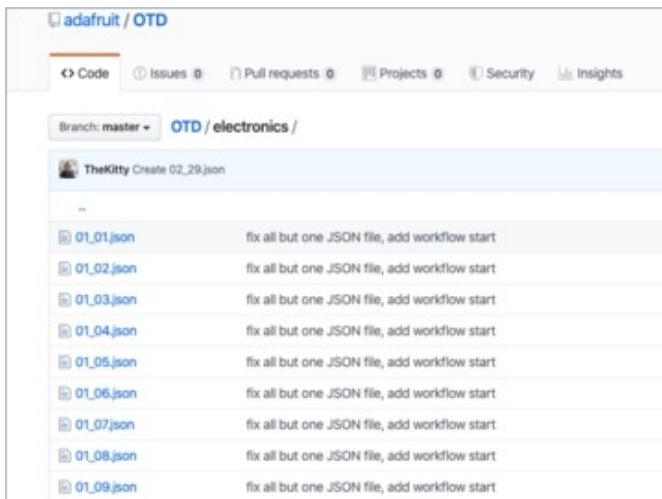 adafruit / OTD
<> Code Issues 0 Pull requests 0 Projects 0 Security Insights
Branch: master OTD / electronics /
TheKitty Create 02_29.json
..
01_01.json fix all but one JSON file, add workflow start
01_02.json fix all but one JSON file, add workflow start
01_03.json fix all but one JSON file, add workflow start
01_04.json fix all but one JSON file, add workflow start
01_05.json fix all but one JSON file, add workflow start
01_06.json fix all but one JSON file, add workflow start
01_07.json fix all but one JSON file, add workflow start
01_08.json fix all but one JSON file, add workflow start
01_09.json fix all but one JSON file, add workflow start